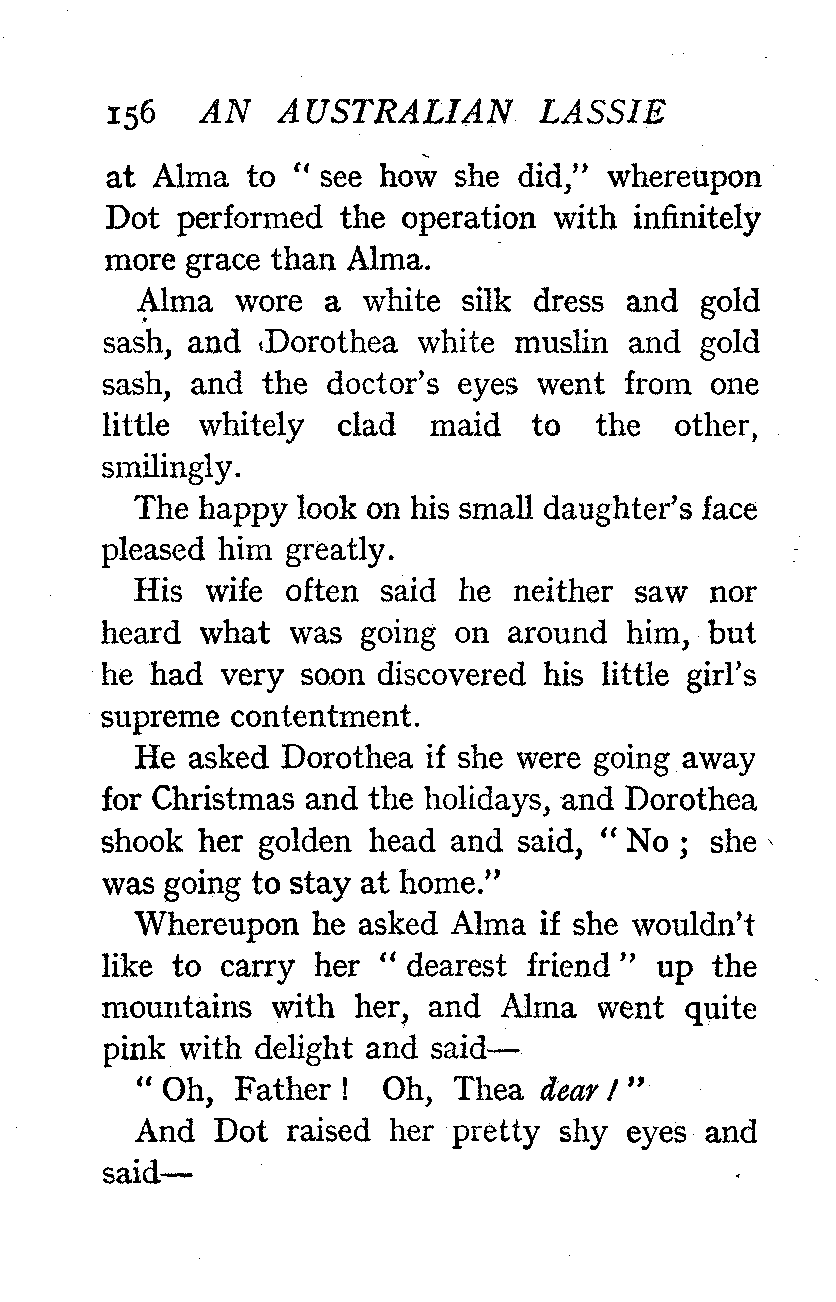 156 AN AUSTRALIAN LASSIE
at Alma to “ see how she did,” whereupon
Dot performed the operation with infinitely
more grace than Alma.
Alma wore a white silk dress and gold
sash, and Dorothea white muslin and gold
sash, and the doctor’s eyes went from one
little whitely clad maid to the other,
smilingly.
The happy look on his small daughter’s face
pleased him greatly.
His wife often said he neither saw nor
heard what was going on around him, but
he had very soon discovered his little girl’s
supreme contentment.
He asked Dorothea if she were going away
for Christmas and the holidays, and Dorothea
shook her golden head and said, “ No ; she
was going to stay at home.”
Whereupon he asked Alma if she wouldn’t
like to carry her “ dearest friend ” up the
mountains with her, and Alma went quite
pink with delight and said—
“ Oh, Father ! Oh, Thea dear ! ”
And Dot raised her pretty shy eyes and
said—